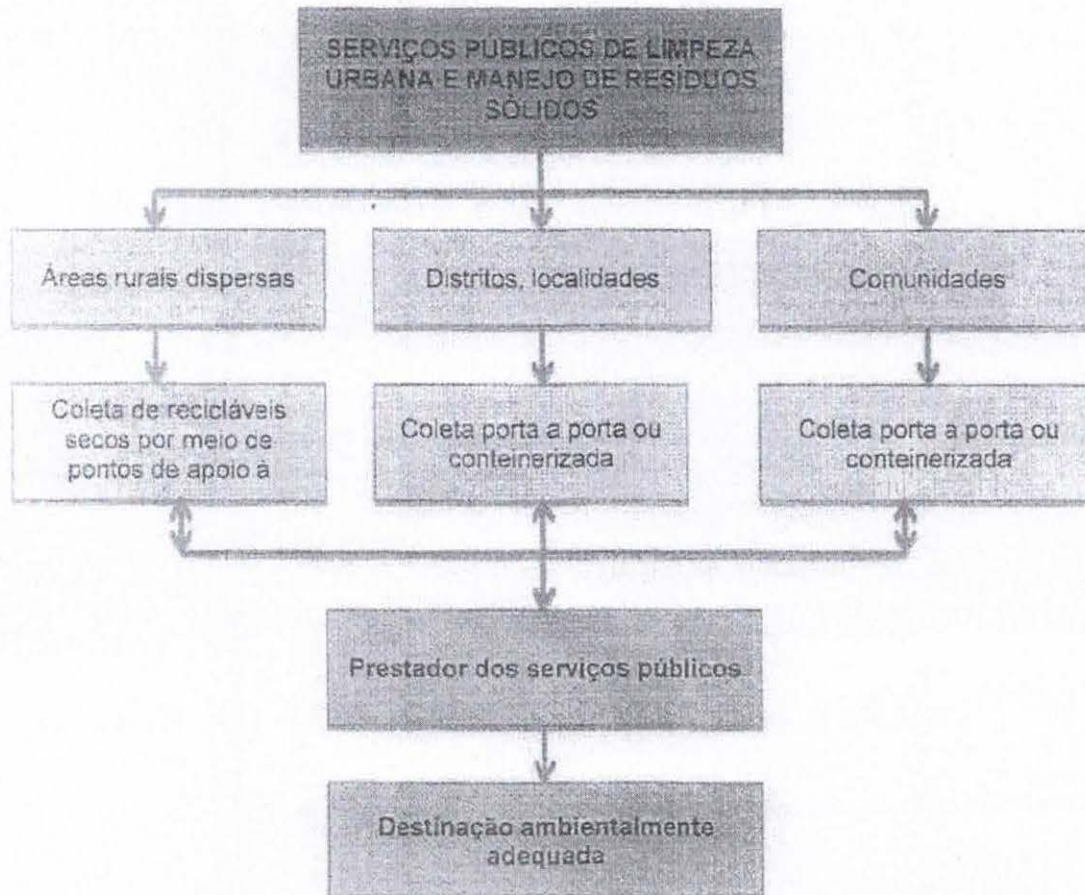 SERVIÇOS PÚBLICOS DE LIMPEZA
URBANA E MANEJO DE RESÍDUOS
SÓLIDOS
Áreas rurais dispersas
Distritos, localidades
Comunidades
Coleta de recicláveis
secos por meio de
pontos de apoio à
Coleta porta a porta ou
conteinerizada
Coleta porta a porta ou
conteinerizada
Prestador dos serviços públicos
Destinação ambientalmente
adequada